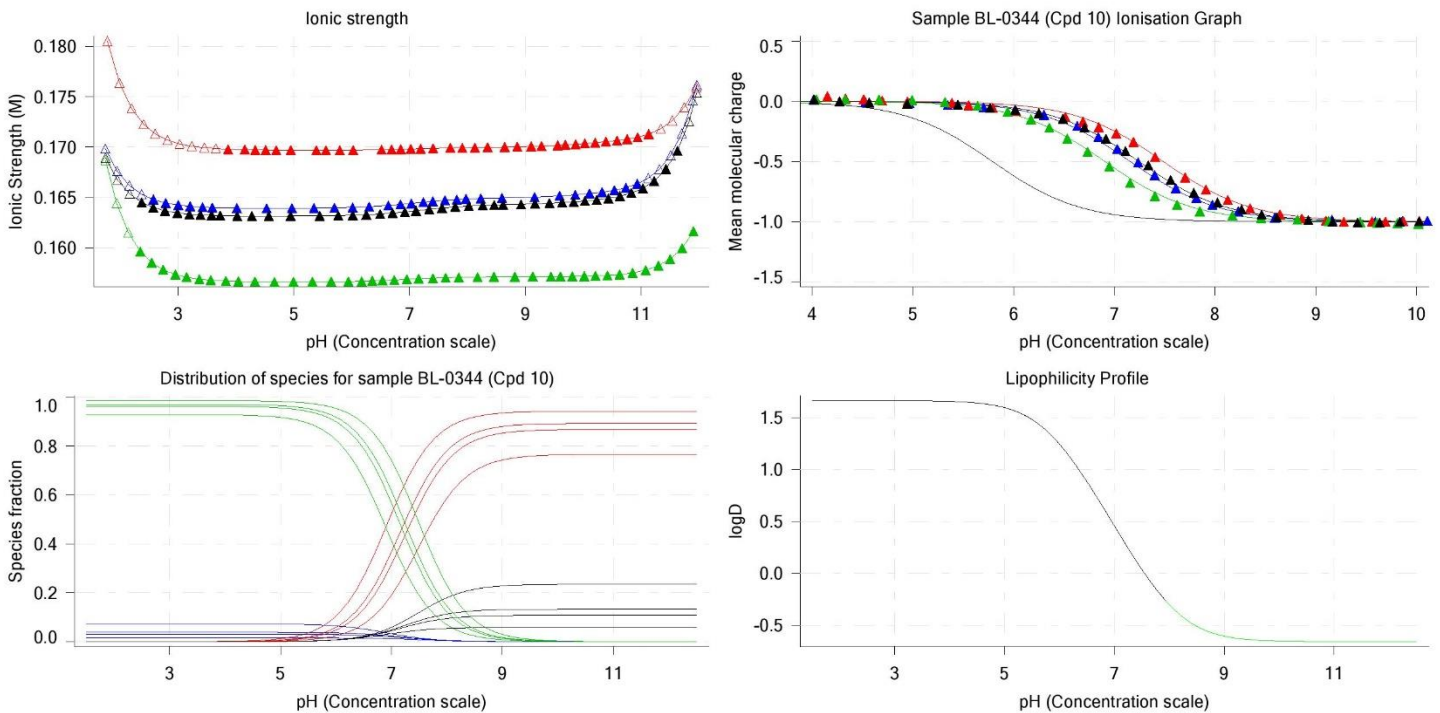 Ionic strength
0.180
0.175
0.170
0.165
0.160
Ionic Strength (M)
3 5 7 9 11
pH (Concentration scale)
Sample BL-0344 (Cpd 10) Ionisation Graph
0.5
0.0
-0.5
-1.0
-1.5
Mean molecular charge
4 5 6 7 8 9 10
pH (Concentration scale)
Distribution of species for sample BL-0344 (Cpd 10)
1.0
0.8
0.6
0.4
0.2
0.0
Species fraction
3 5 7 9 11
pH (Concentration scale)
Lipophilicity Profile
1.5
1.0
0.5
0.0
-0.5
logD
3 5 7 9 11
pH (Concentration scale)